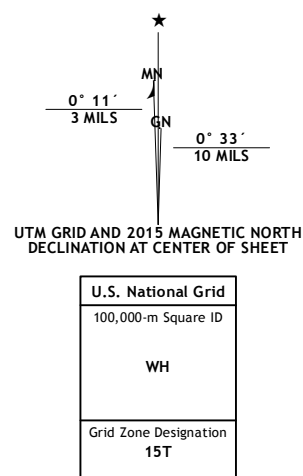 ★
MN
GN
0° 11´
3 MILS
0° 33´
10 MILS
UTM GRID AND 2015 MAGNETIC NORTH
DECLINATION AT CENTER OF SHEET
U.S. National Grid
100,000-m Square ID
WH
Grid Zone Designation
15T